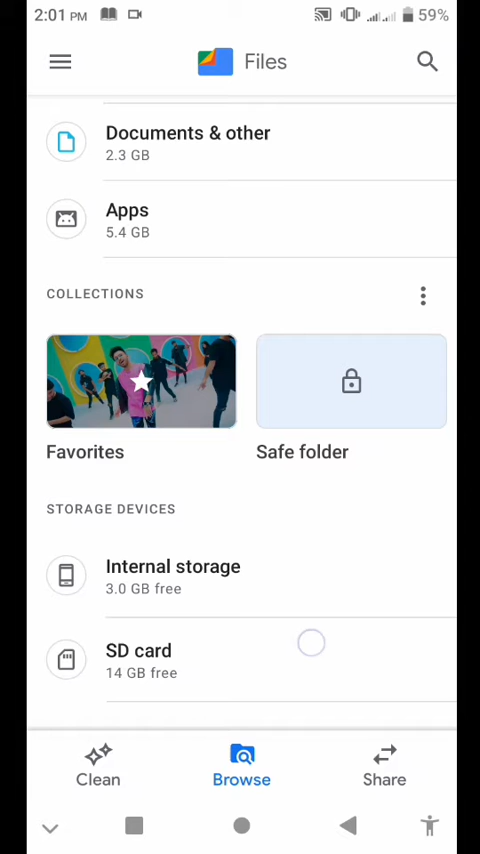 2:01 PM
59%
Files
Documents & other
2.3 GB
Apps
5.4 GB
COLLECTIONS
Favorites
Safe folder
STORAGE DEVICES
Internal storage
3.0 GB free
SD card
14 GB free
Clean
Browse
Share